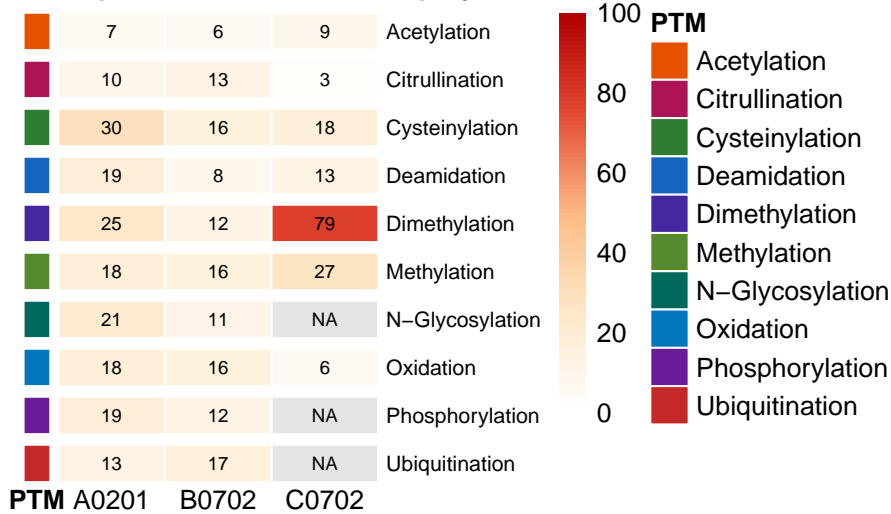 7 6 9 Acetylation
10 13 3 Citrullination
30 16 18 Cysteinylation
19 8 13 Deamidation
25 12 79 Dimethylation
18 16 27 Methylation
21 11 NA N−Glycosylation
18 16 6 Oxidation
19 12 NA Phosphorylation
13 17 NA Ubiquitination
PTM A0201 B0702 C0702
100
80
60
40
20
0
PTM
Acetylation
Citrullination
Cysteinylation
Deamidation
Dimethylation
Methylation
N−Glycosylation
Oxidation
Phosphorylation
Ubiquitination